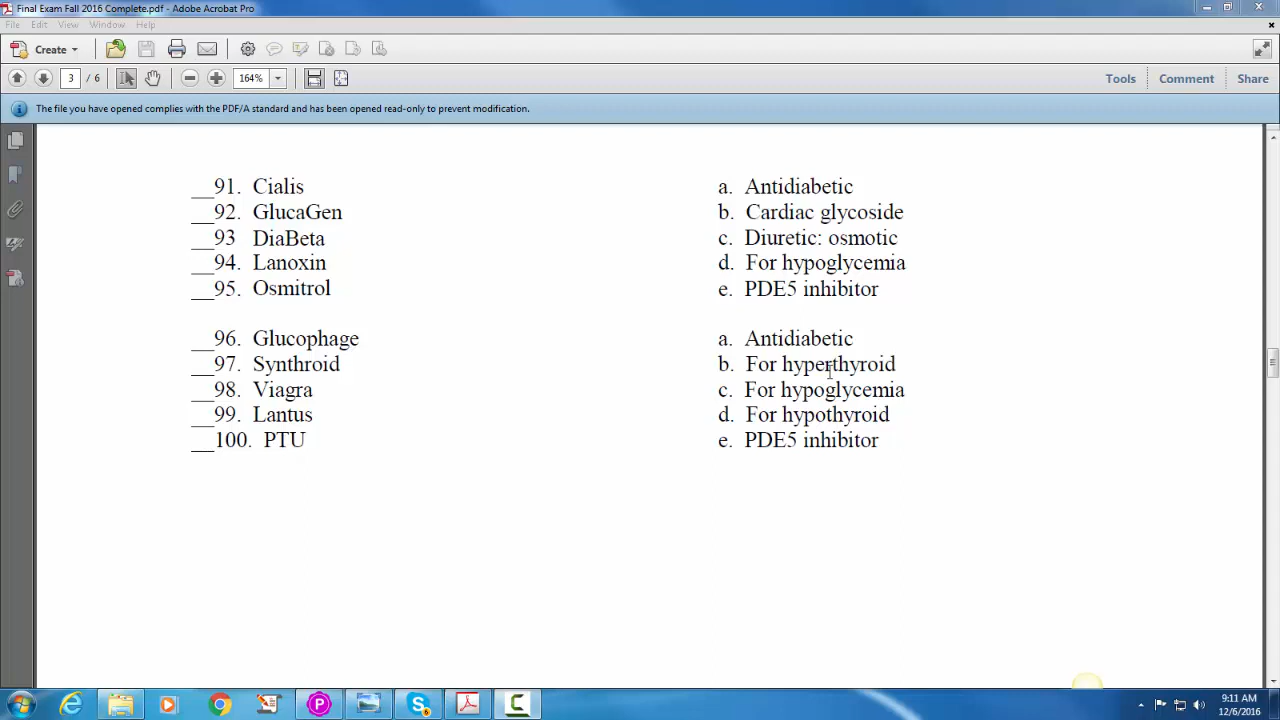 Final Exam Fall 2016 Complete.pdf - Adobe Acrobat Pro
File Edit View Window Help
Create
3 / 6 164% Tools Comment Share
The file you have opened complies with the PDF/A standard and has been opened read-only to prevent modification.
__91. Cialis a. Antidiabetic
__92. GlucaGen b. Cardiac glycoside
__93 DiaBeta c. Diuretic: osmotic
__94. Lanoxin d. For hypoglycemia
__95. Osmitrol e. PDE5 inhibitor
__96. Glucophage a. Antidiabetic
__97. Synthroid b. For hyperthyroid
__98. Viagra c. For hypoglycemia
__99. Lantus d. For hypothyroid
__100. PTU e. PDE5 inhibitor
9:11 AM
12/6/2016